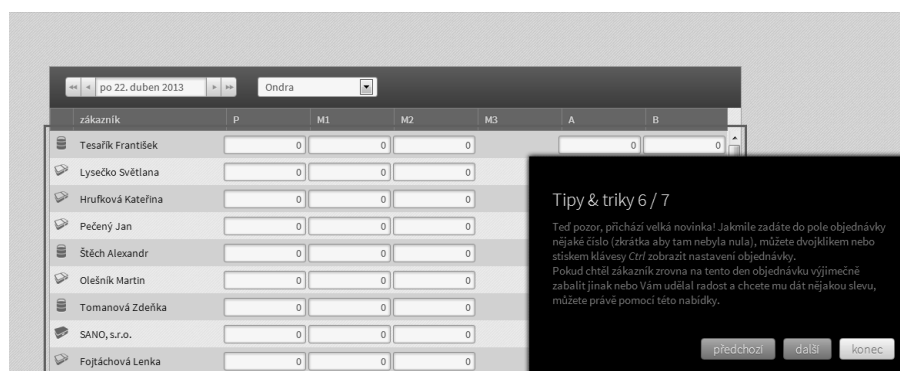 po 22. duben 2013 Ondra
zákazník P M1 M2 M3 A B
Tesařík František 0 0 0 0 0
Lysečko Světlana 0 0 0
Hrufková Kateřina 0 0 0
Pečený Jan 0 0 0
Štěch Alexandr 0 0 0
Olešník Martin 0 0 0
Tomanová Zdeňka 0 0 0
SANO, s.r.o. 0 0 0
Fojtáchová Lenka 0 0 0
Tipy & triky 6 / 7
Teď pozor, přichází velká novinka! Jakmile zadáte do pole objednávky
nějaké číslo (zkrátka aby tam nebyla nula), můžete dvojklikem nebo
stiskem klávesy Ctrl zobrazit nastavení objednávky.
Pokud chtěl zákazník zrovna na tento den objednávku výjimečně
zabalit jinak nebo Vám udělal radost a chcete mu dát nějakou slevu,
můžete právě pomocí této nabídky.
předchozí další konec